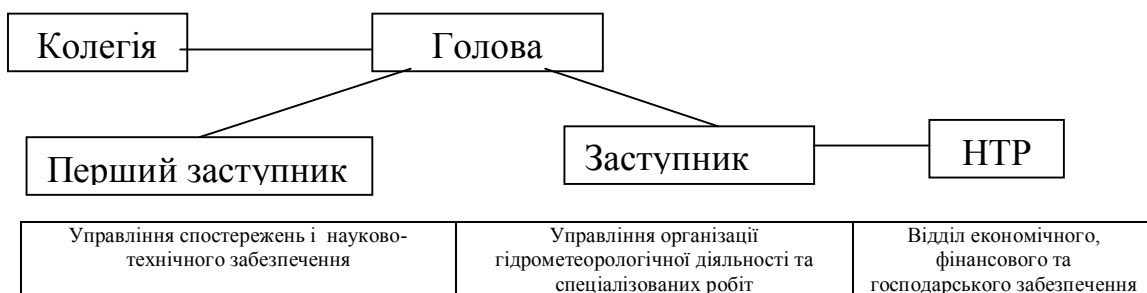 Колегія
Голова
Перший заступник
Заступник
НТР
Управління спостережень і науково-
технічного забезпечення
Управління організації
гідрометеорологічної діяльності та
спеціалізованих робіт
Відділ економічного,
фінансового та
господарського забезпечення